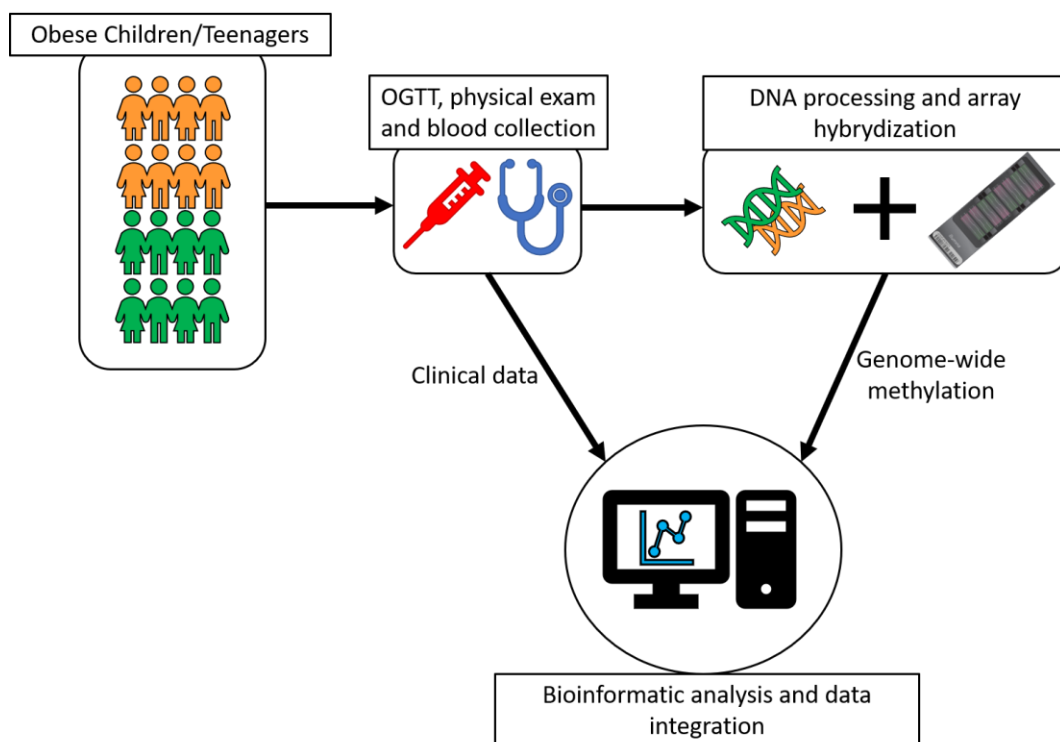 Obese Children/Teenagers
OGTT, physical exam
and blood collection
DNA processing and array
hybrydization
Clinical data
Genome-wide
methylation
Bioinformatic analysis and data
integration